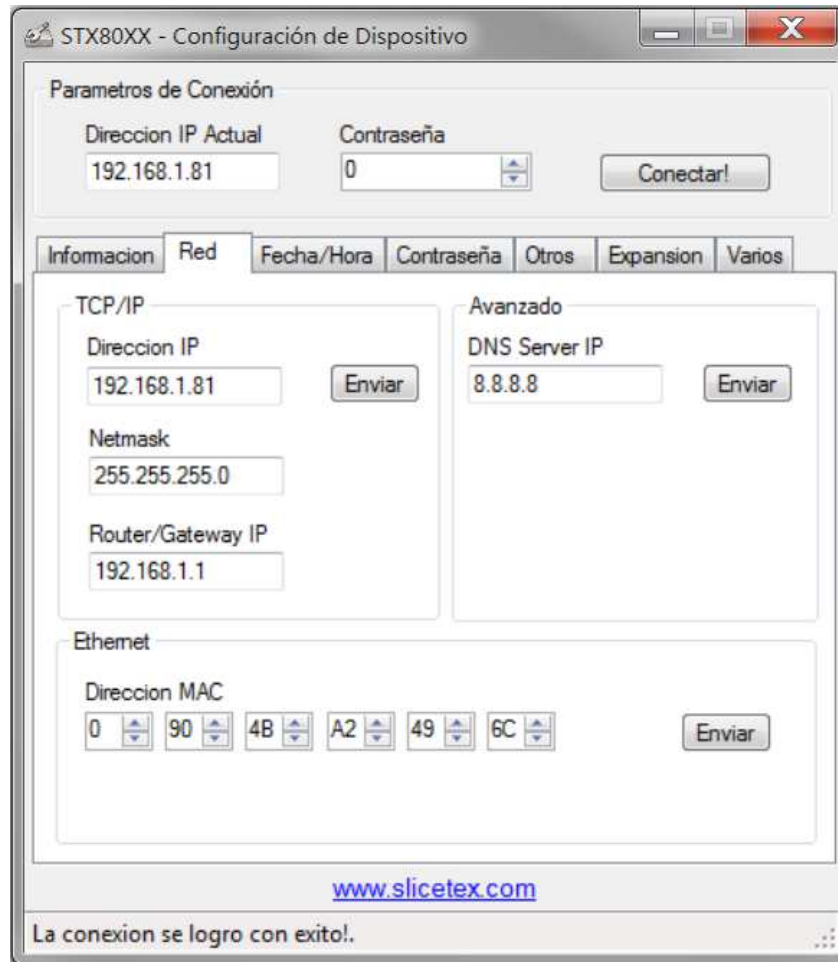 STX80XX - Configuración de Dispositivo
Parametros de Conexión
Direccion IP Actual Contraseña
192.168.1.81 0 Conectar!
Informacion Red Fecha/Hora Contraseña Otros Expansion Varios
TCP/IP Avanzado
Direccion IP DNS Server IP
192.168.1.81 Enviar 8.8.8.8 Enviar
Netmask
255.255.255.0
Router/Gateway IP
192.168.1.1
Ethernet
Direccion MAC
0 90 4B A2 49 6C Enviar
www.slicetex.com
La conexion se logro con exito!.